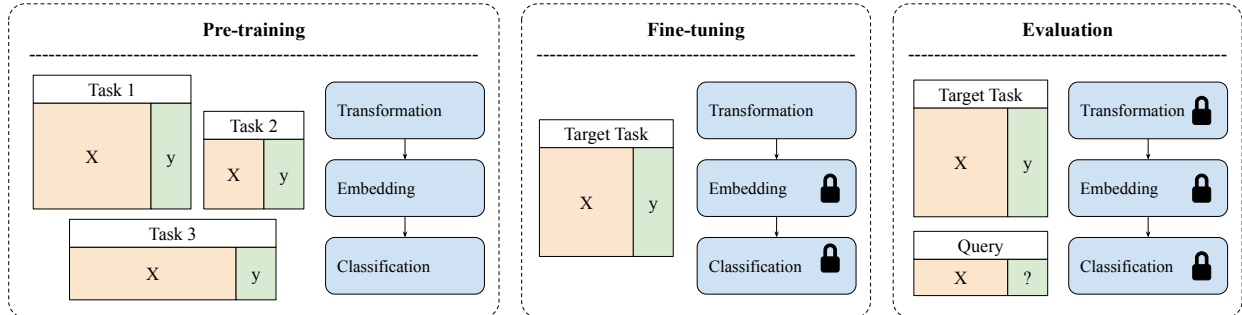 Pre-training
Task 1
X
y
Task 2
X
y
Task 3
X
y
Transformation
Embedding
Classification
Fine-tuning
Target Task
X
y
Transformation
Embedding
Classification
Evaluation
Target Task
X
y
Query
X
?
Transformation
Embedding
Classification